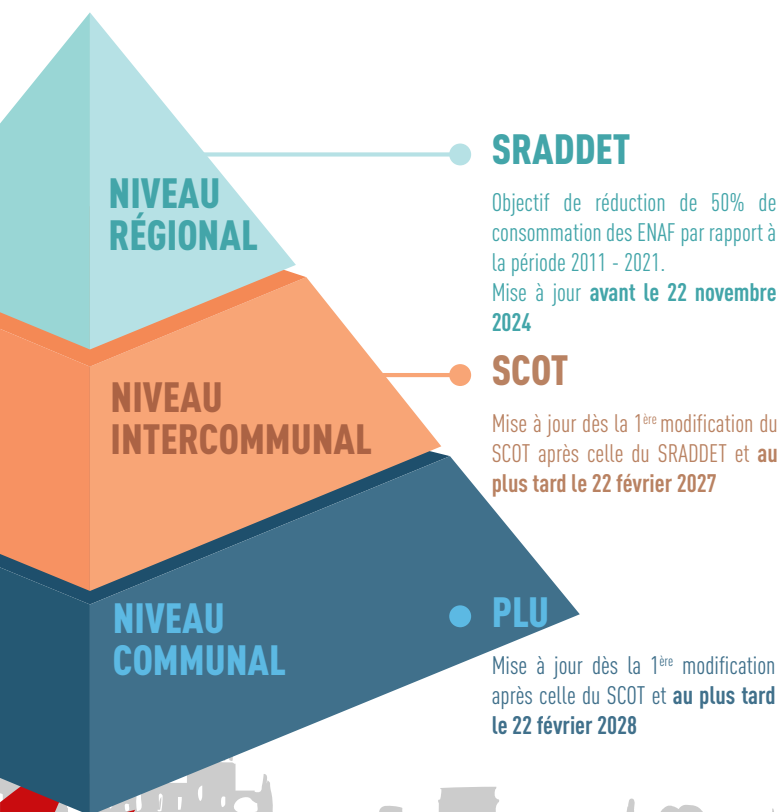 NIVEAU
RÉGIONAL
SRADDET
Objectif de réduction de 50% de
consommation des ENAF par rapport à
la période 2011 - 2021.
Mise à jour avant le 22 novembre
2024
NIVEAU
INTERCOMMUNAL
SCOT
Mise à jour dès la 1ère modification du
SCOT après celle du SRADDET et au
plus tard le 22 février 2027
NIVEAU
COMMUNAL
PLU
Mise à jour dès la 1ère modification
après celle du SCOT et au plus tard
le 22 février 2028